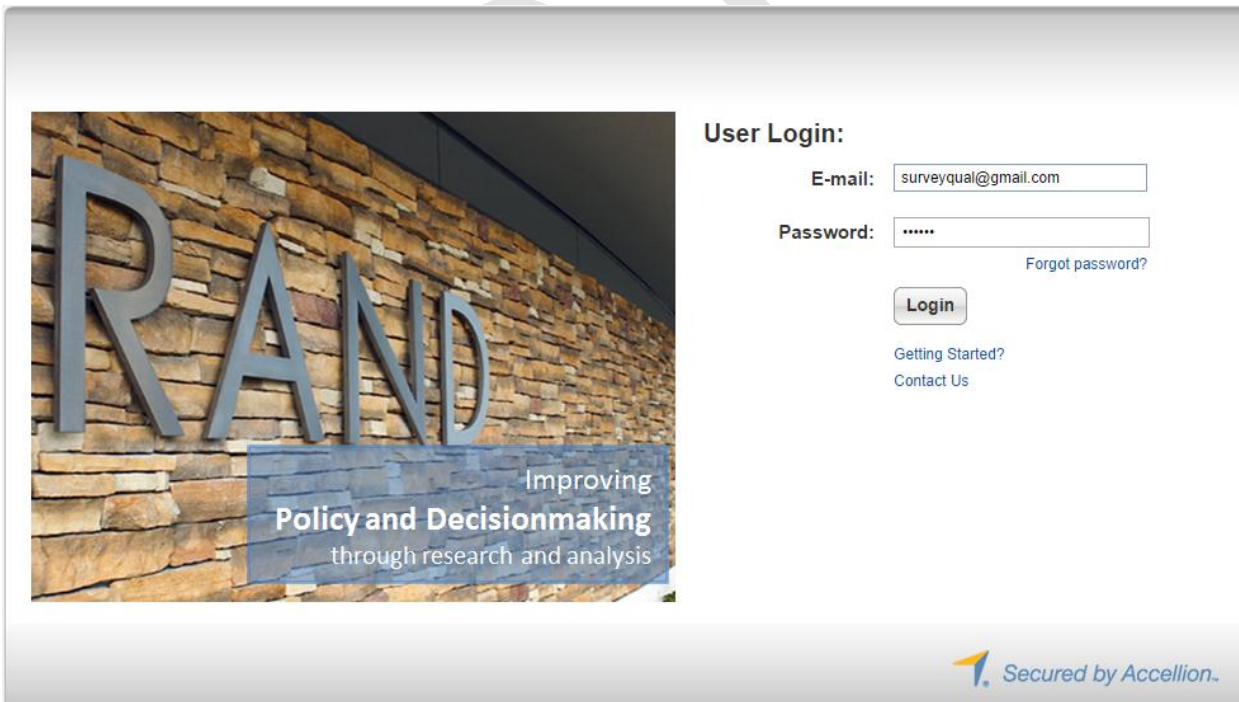 RAND
Improving
Policy and Decisionmaking
through research and analysis
User Login:
E-mail: surveyqual@gmail.com
Password: ••••••
Forgot password?
Login
Getting Started?
Contact Us
Secured by Accellion™